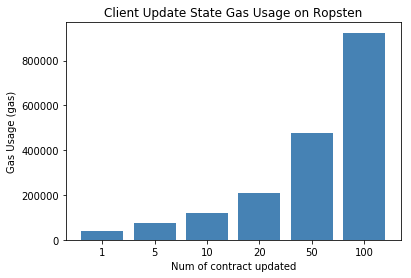 Client Update State Gas Usage on Ropsten
Gas Usage (gas)
800000
600000
400000
200000
0
1 5 10 20 50 100
Num of contract updated